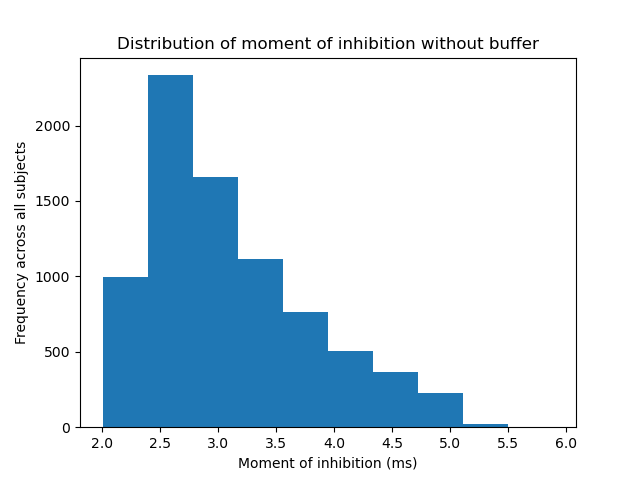 Distribution of moment of inhibition without buffer
Frequency across all subjects
2000
1500
1000
500
0
2.0 2.5 3.0 3.5 4.0 4.5 5.0 5.5 6.0
Moment of inhibition (ms)